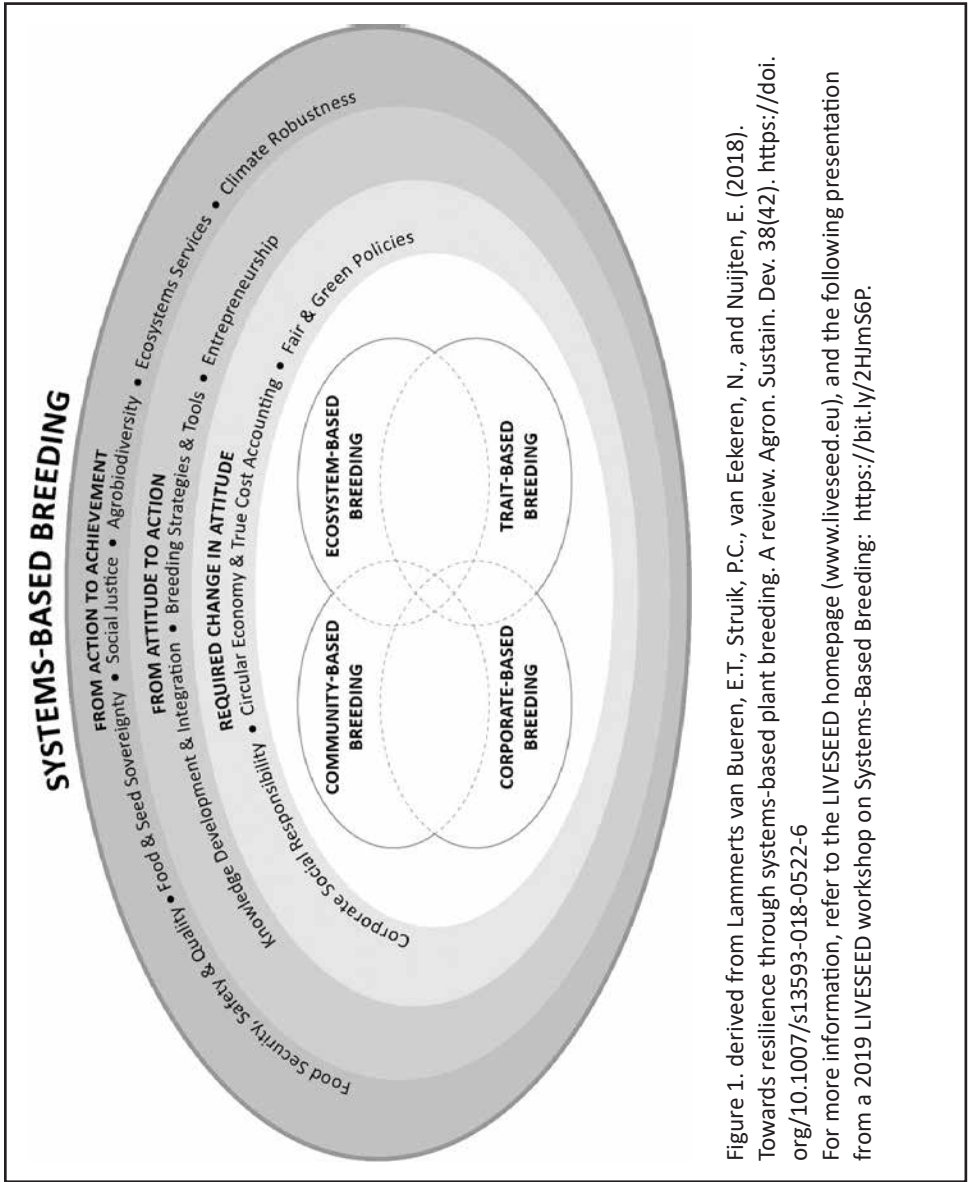 SYSTEMS-BASED BREEDING
FROM ACTION TO ACHIEVEMENT
Food Security, Safety & Quality • Food & Seed Sovereignty • Social Justice • Agrobiodiversity • Ecosystems Services • Climate Robustness
FROM ATTITUDE TO ACTION
Knowledge Development & Integration • Breeding Strategies & Tools • Entrepreneurship
REQUIRED CHANGE IN ATTITUDE
Corporate Social Responsibility • Circular Economy & True Cost Accounting • Fair & Green Policies
COMMUNITY-BASED
BREEDING
ECOSYSTEM-BASED
BREEDING
CORPORATE-BASED
BREEDING
TRAIT-BASED
BREEDING
Figure 1. derived from Lammerts van Bueren, E.T., Struik, P.C., van Eekeren, N., and Nuijten, E. (2018).
Towards resilience through systems-based plant breeding. A review. Agron. Sustain. Dev. 38(42). https://doi.
org/10.1007/s13593-018-0522-6
For more information, refer to the LIVESEED homepage (www.liveseed.eu), and the following presentation
from a 2019 LIVESEED workshop on Systems-Based Breeding: https://bit.ly/2HJmS6P.